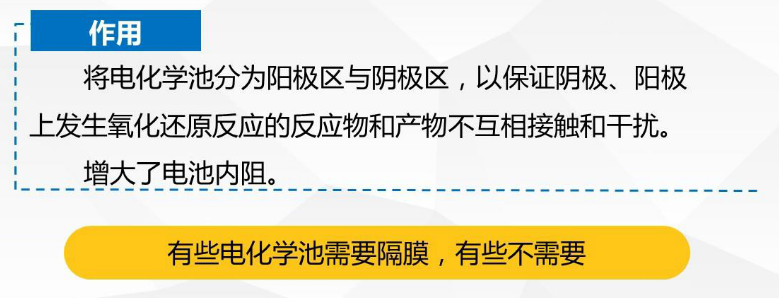 作用
将电化学池分为阳极区与阴极区，以保证阴极、阳极
上发生氧化还原反应的反应物和产物不互相接触和干扰。
增大了电池内阻。
有些电化学池需要隔膜，有些不需要